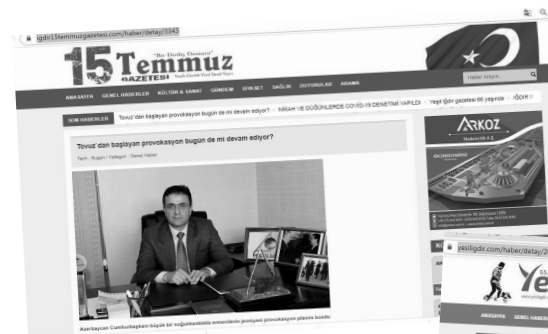 igdir15temmuzgazetesi.com/haber/detay/3343
"Bir Diriliş Destanı"
15 Temmuz
GAZETESİ
Haber Arayın..
ANASAYFA GENEL HABERLER KÜLTÜR & SANAT GÜNDEM SİYASET SAĞLIK DUYURULAR ARAMA
SON HABERLER Tovuz'dan başlayan provokasyon bugün de mi devam ediyor? - NİKAH VE DÜĞÜNLERDE COVID-19 DENETİMİ YAPILDI - Yeşil Iğdır gazetesi 66 yaşında - IĞDIR
Tovuz'dan başlayan provokasyon bugün de mi devam ediyor?
Tarih : Bugün / Kategori : Genel Haber
ARKOZ
Madencilik A.Ş.
Azerbaycan Cumhurbaşkanı büyük bir soğukkanlılıkla ermenilerin
provokasyon planını bozdu
yesiligdir.com/haber/detay/2
Ye
ANASAYFA GENEL HABER